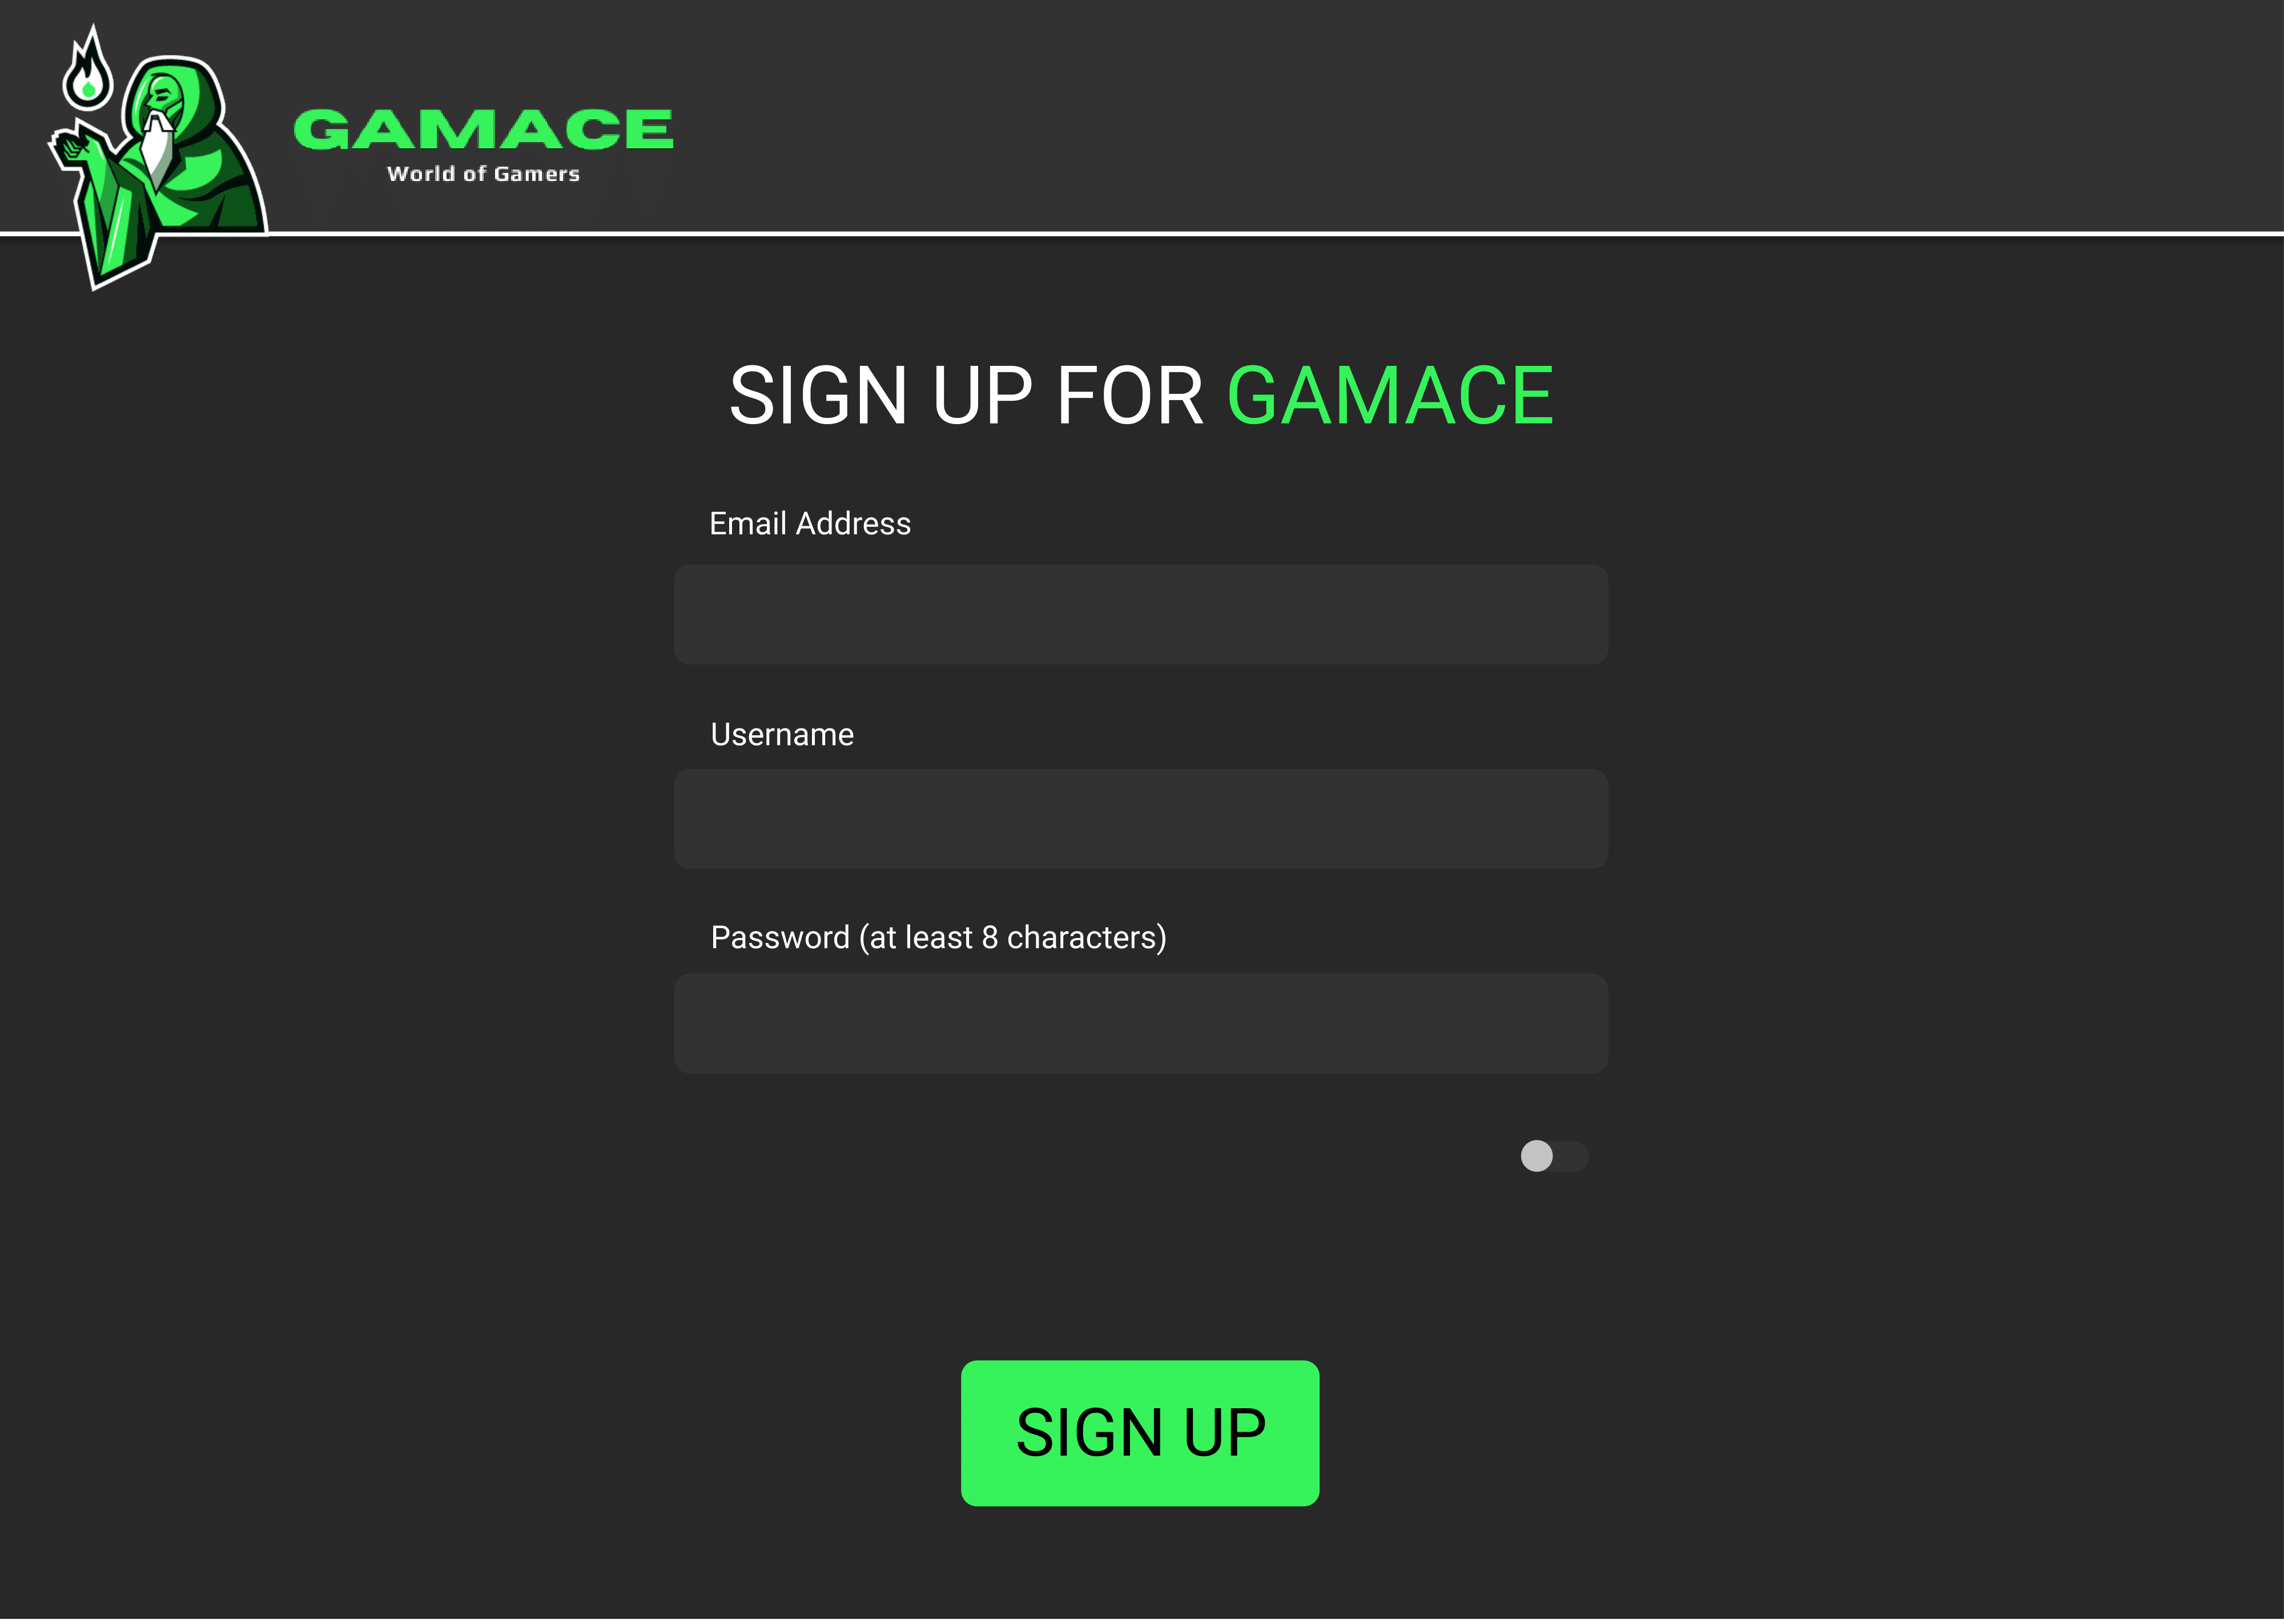 GAMACE
World of Gamers
SIGN UP FOR GAMACE
Email Address
Username
Password (at least 8 characters)
SIGN UP